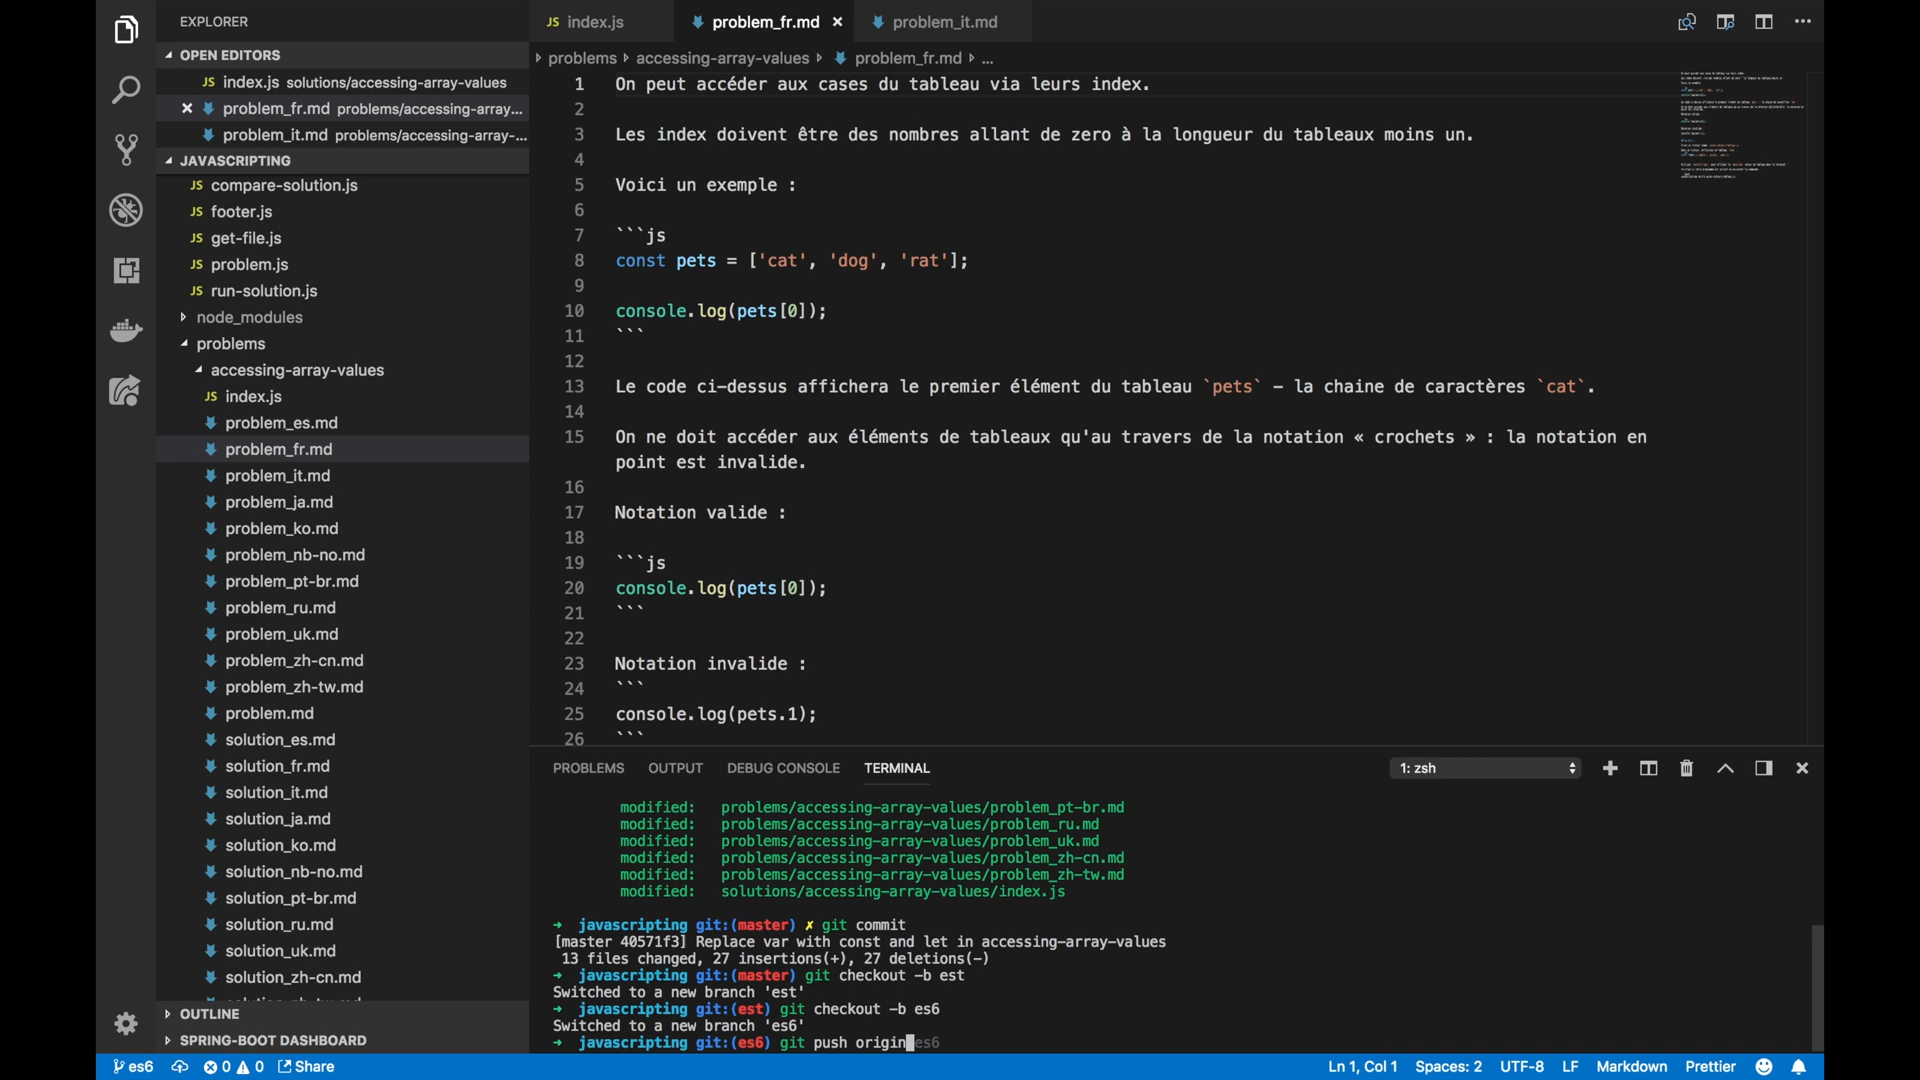 EXPLORER
OPEN EDITORS
JS index.js solutions/accessing-array-values
problem_fr.md problems/accessing-array...
problem_it.md problems/accessing-array-...
JAVASCRIPTING
JS compare-solution.js
JS footer.js
JS get-file.js
JS problem.js
JS run-solution.js
node_modules
problems
accessing-array-values
JS index.js
problem_es.md
problem_fr.md
problem_it.md
problem_ja.md
problem_ko.md
problem_nb-no.md
problem_pt-br.md
problem_ru.md
problem_uk.md
problem_zh-cn.md
problem_zh-tw.md
problem.md
solution_es.md
solution_fr.md
solution_it.md
solution_ja.md
solution_ko.md
solution_nb-no.md
solution_pt-br.md
solution_ru.md
solution_uk.md
solution_zh-cn.md
OUTLINE
SPRING-BOOT DASHBOARD
JS index.js problem_fr.md problem_it.md
problems accessing-array-values problem_fr.md ...
1 On peut accéder aux cases du tableau via leurs index.
2
3 Les index doivent être des nombres allant de zero à la longueur du tableaux moins un.
4
5 Voici un exemple :
6
7 ```js
8 const pets = ['cat', 'dog', 'rat'];
9
10 console.log(pets[0]);
11 ```
12
13 Le code ci-dessus affichera le premier élément du tableau `pets` - la chaine de caractères `cat`.
14
15 On ne doit accéder aux éléments de tableaux qu'au travers de la notation « crochets » : la notation en
point est invalide.
16
17 Notation valide :
18
19 ```js
20 console.log(pets[0]);
21 ```
22
23 Notation invalide :
24 ```
25 console.log(pets.1);
26 ```
PROBLEMS OUTPUT DEBUG CONSOLE TERMINAL 1: zsh
modified: problems/accessing-array-values/problem_pt-br.md
modified: problems/accessing-array-values/problem_ru.md
modified: problems/accessing-array-values/problem_uk.md
modified: problems/accessing-array-values/problem_zh-cn.md
modified: problems/accessing-array-values/problem_zh-tw.md
modified: solutions/accessing-array-values/index.js
➜ javascripting git:(master) ✗ git commit
[master 40571f3] Replace var with const and let in accessing-array-values
13 files changed, 27 insertions(+), 27 deletions(-)
➜ javascripting git:(master) git checkout -b est
Switched to a new branch 'est'
➜ javascripting git:(est) git checkout -b es6
Switched to a new branch 'es6'
➜ javascripting git:(es6) git push origin es6
es6 0 0 Share Ln 1, Col 1 Spaces: 2 UTF-8 LF Markdown Prettier